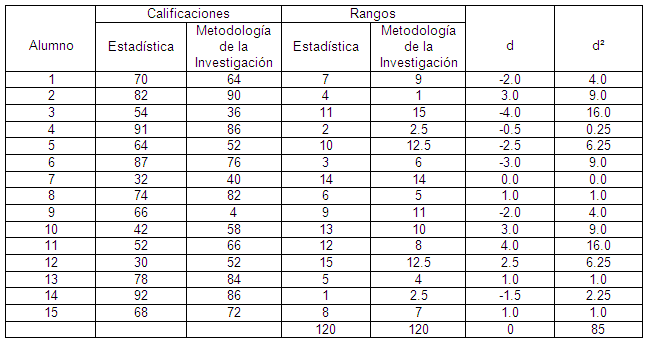 Calificaciones Rangos
Alumno Estadística Metodología de la Investigación Estadística Metodología de la Investigación d d²
1 70 64 7 9 -2.0 4.0
2 82 90 4 1 3.0 9.0
3 54 36 11 15 -4.0 16.0
4 91 86 2 2.5 -0.5 0.25
5 64 52 10 12.5 -2.5 6.25
6 87 76 3 6 -3.0 9.0
7 32 40 14 14 0.0 0.0
8 74 82 6 5 1.0 1.0
9 66 4 9 11 -2.0 4.0
10 42 58 13 10 3.0 9.0
11 52 66 12 8 4.0 16.0
12 30 52 15 12.5 2.5 6.25
13 78 84 5 4 1.0 1.0
14 92 86 1 2.5 -1.5 2.25
15 68 72 8 7 1.0 1.0
120 120 0 85